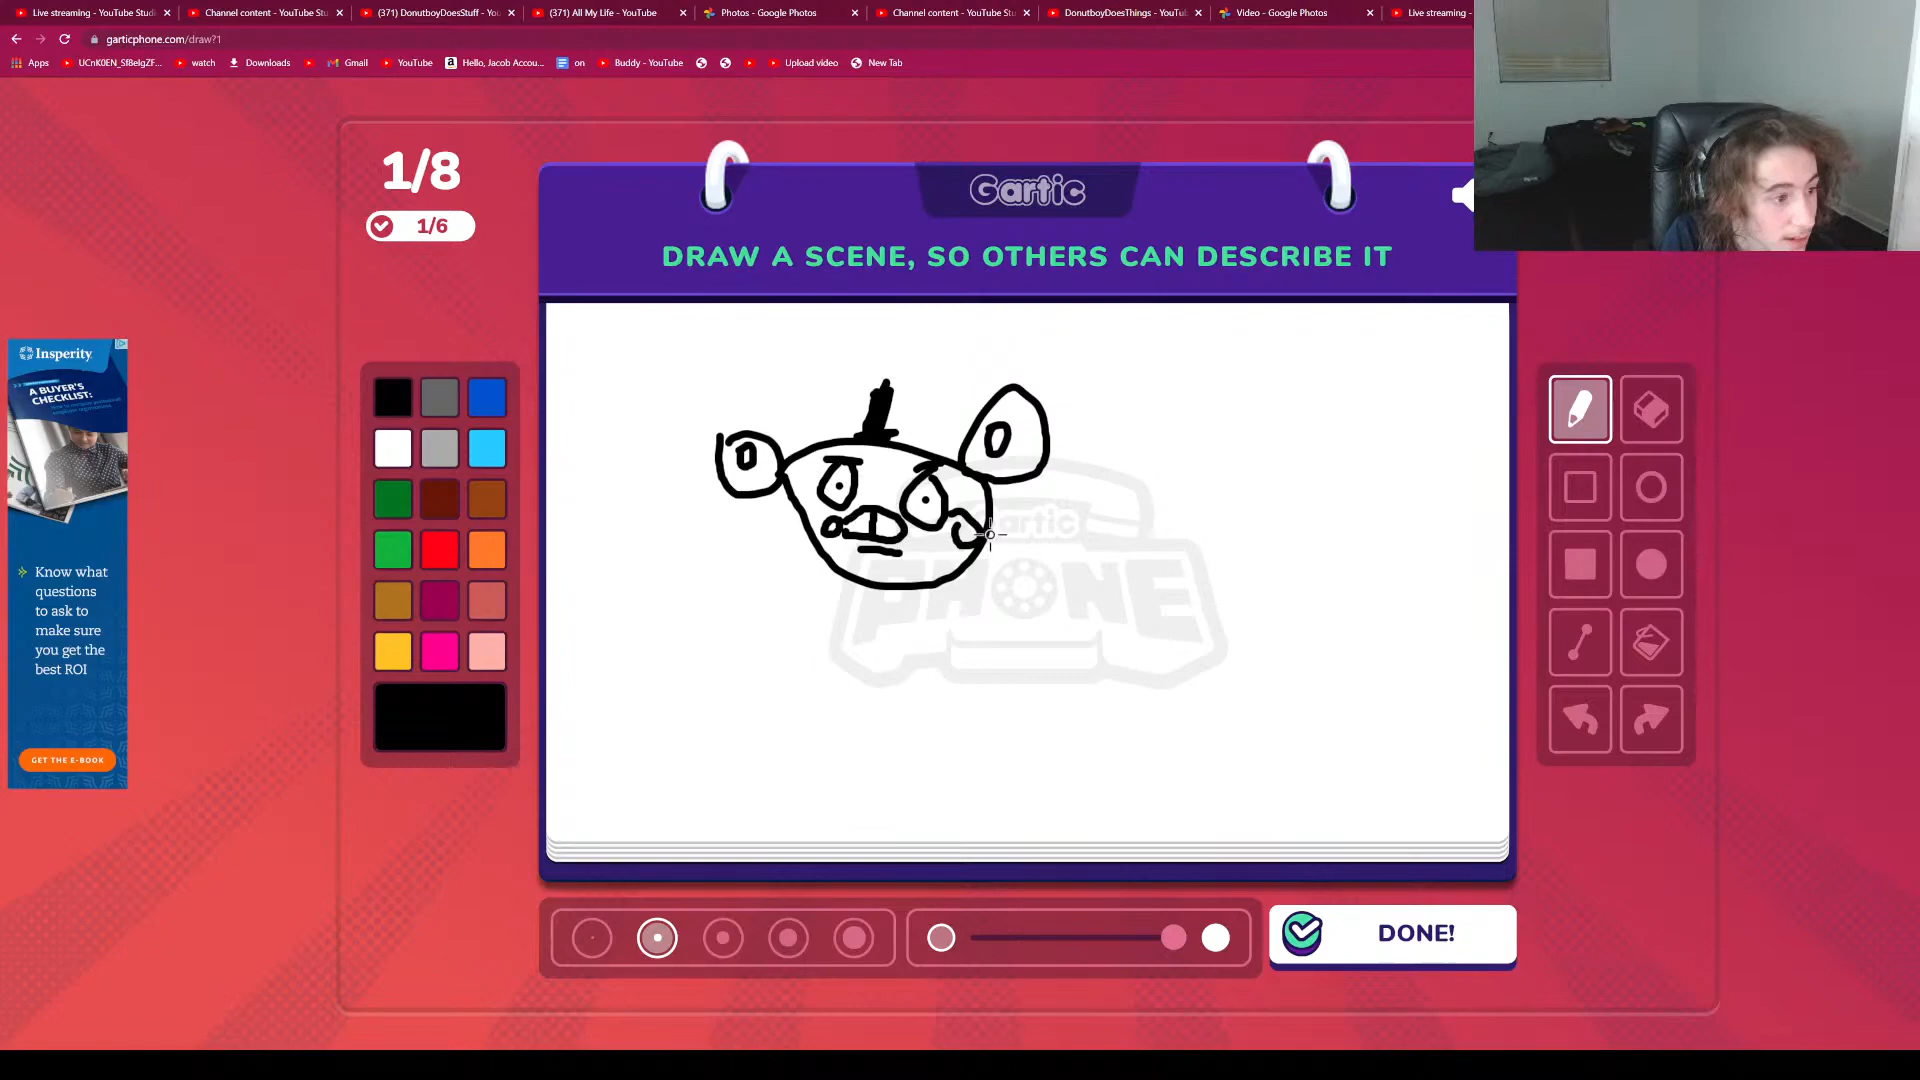 Live streaming - YouTube Studi
Channel content - YouTube Stu
(371) DonutboyDoesStuff - You
(371) All My Life - YouTube
Photos - Google Photos
Channel content - YouTube Stu
DonutboyDoesThings - YouTub
Video - Google Photos
Live streaming -
garticphone.com/draw?1
Apps
UCnK0EN_Sf8elgZF...
watch
Downloads
Gmail
YouTube
Hello, Jacob Accou...
on
Buddy - YouTube
Upload video
New Tab
1/8
1/6
Gartic
DRAW A SCENE, SO OTHERS CAN DESCRIBE IT
Gartic
PHONE
Insperity
A BUYER'S
CHECKLIST:
Know what
questions
to ask to
make sure
you get the
best ROI
GET THE E-BOOK
DONE!